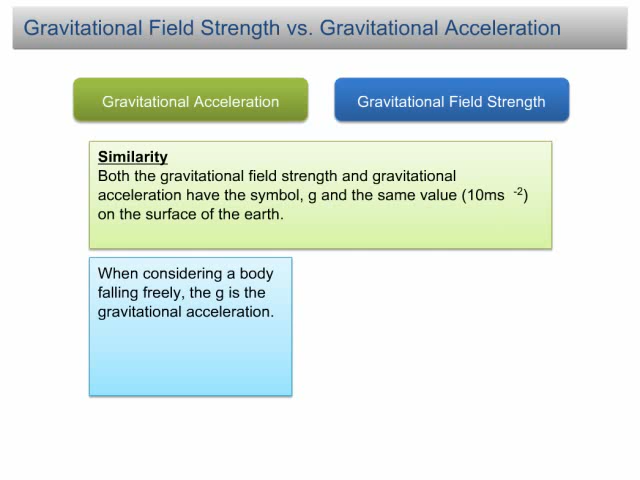 Gravitational Field Strength vs. Gravitational Acceleration
Gravitational Acceleration
Gravitational Field Strength
Similarity
Both the gravitational field strength and gravitational
acceleration have the symbol, g and the same value (10ms -2)
on the surface of the earth.
When considering a body
falling freely, the g is the
gravitational acceleration.